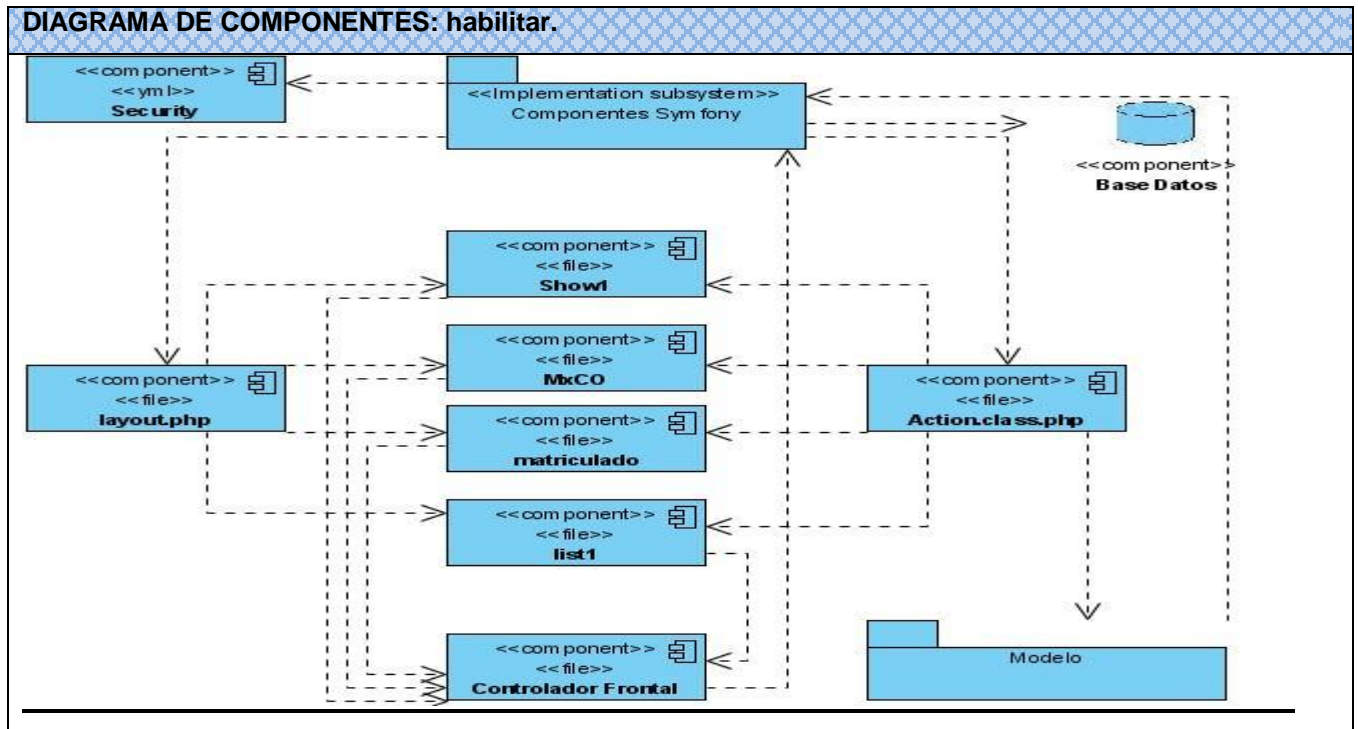 DIAGRAMA DE COMPONENTES: habilitar.
<<component>>
<<yml>>
Security
<<Implementation subsystem>>
Componentes Symfony
<<component>>
Base Datos
<<component>>
<<file>>
Show1
<<component>>
<<file>>
MxCO
<<component>>
<<file>>
layout.php
<<component>>
<<file>>
Action.class.php
<<component>>
<<file>>
matriculado
<<component>>
<<file>>
list1
<<component>>
<<file>>
Controlador Frontal
Modelo